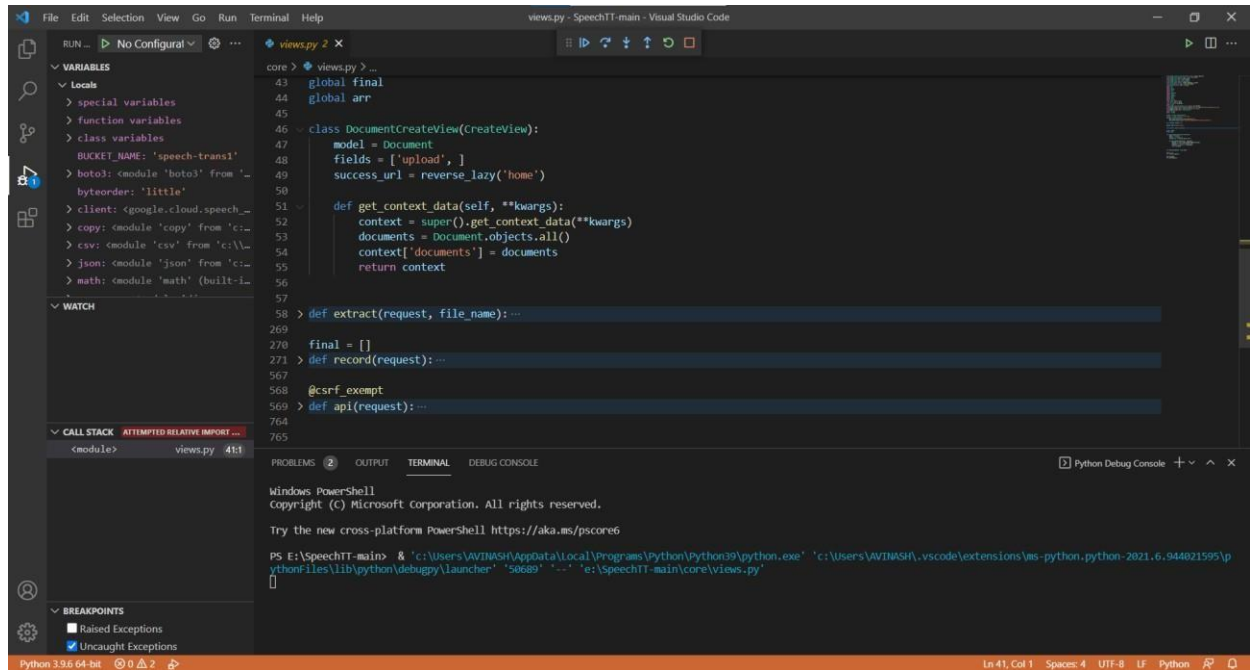 File Edit Selection View Go Run Terminal Help
views.py - SpeechTT-main - Visual Studio Code
RUN ... No Configurat
VARIABLES
Locals
special variables
function variables
class variables
BUCKET_NAME: 'speech-trans1'
boto3: <module 'boto3' from '...
byteorder: 'little'
client: <google.cloud.speech_...
copy: <module 'copy' from 'c:...
csv: <module 'csv' from 'c:\\...
json: <module 'json' from 'c:...
math: <module 'math' (built-i...
WATCH
CALL STACK ATTEMPTED RELATIVE IMPORT ...
<module> views.py 41:1
BREAKPOINTS
Raised Exceptions
Uncaught Exceptions
views.py 2
core > views.py > ...
43 global final
44 global arr
45
46 class DocumentCreateView(CreateView):
47 model = Document
48 fields = ['upload', ]
49 success_url = reverse_lazy('home')
50
51 def get_context_data(self, **kwargs):
52 context = super().get_context_data(**kwargs)
53 documents = Document.objects.all()
54 context['documents'] = documents
55 return context
56
57
58 def extract(request, file_name): ...
269
270 final = []
271 def record(request): ...
567
568 @csrf_exempt
569 def api(request): ...
764
765
PROBLEMS 2 OUTPUT TERMINAL DEBUG CONSOLE
Python Debug Console
Windows PowerShell
Copyright (C) Microsoft Corporation. All rights reserved.
Try the new cross-platform PowerShell https://aka.ms/pscore6
PS E:\SpeechTT-main> & 'c:\Users\AVINASH\AppData\Local\Programs\Python\Python39\python.exe' 'c:\Users\AVINASH\.vscode\extensions\ms-python.python-2021.6.944021595\p
ythonFiles\lib\python\debugpy\launcher' '50689' '--' 'e:\SpeechTT-main\core\views.py'
Python 3.9.6 64-bit 0 2
Ln 41, Col 1 Spaces: 4 UTF-8 LF Python